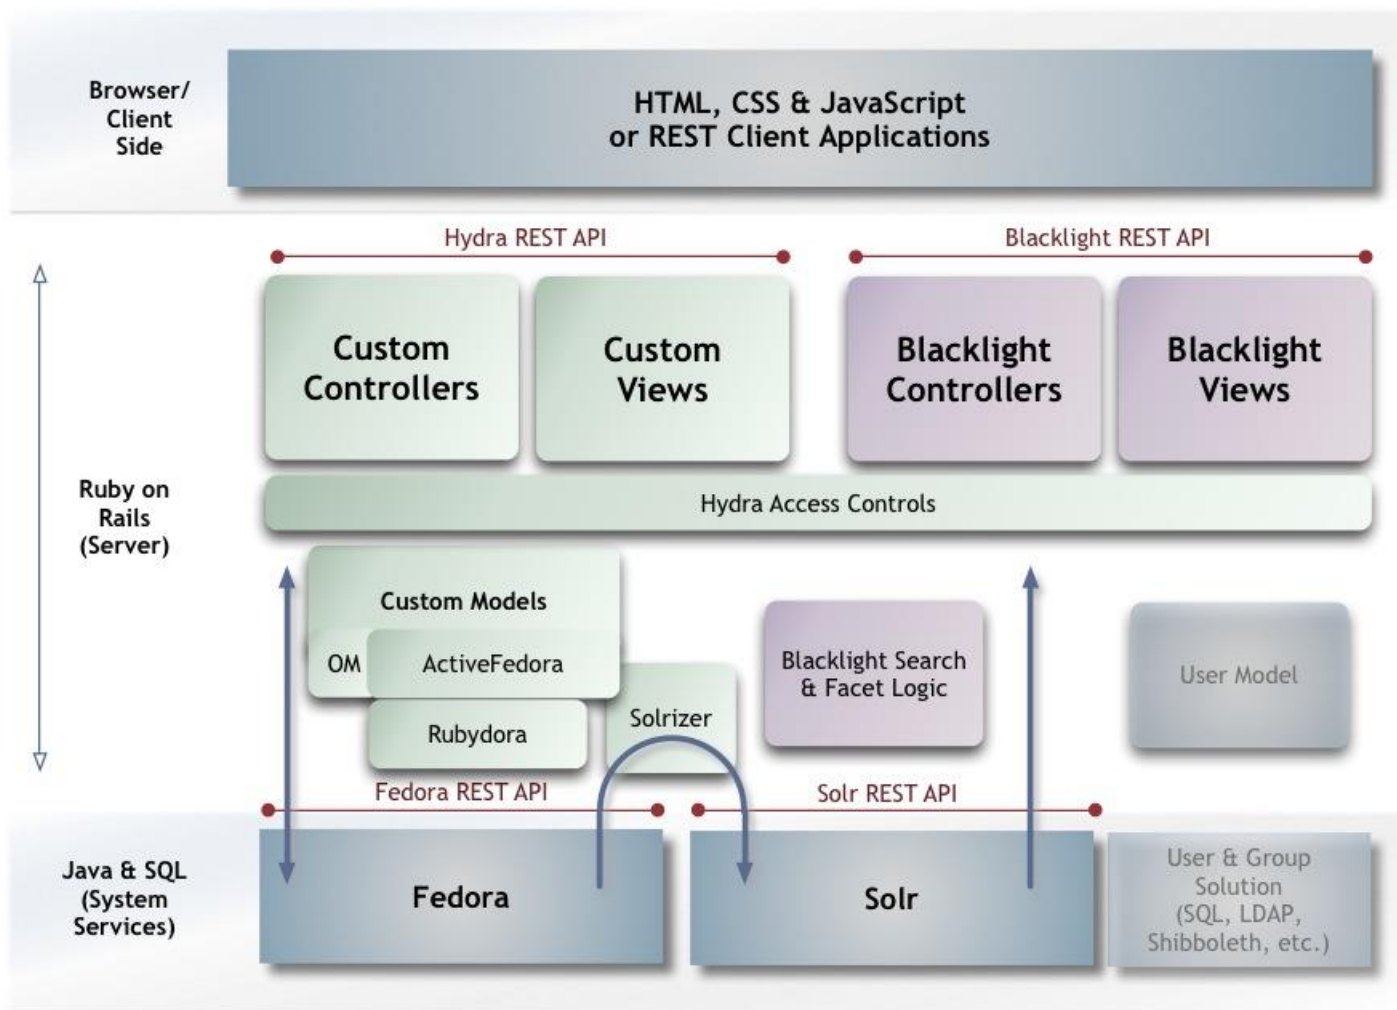 Browser/
Client
Side
HTML, CSS & JavaScript
or REST Client Applications
Hydra REST API
Blacklight REST API
Custom
Controllers
Custom
Views
Blacklight
Controllers
Blacklight
Views
Ruby on
Rails
(Server)
Hydra Access Controls
Custom Models
OM
ActiveFedora
Rubydora
Solrizer
Blacklight Search
& Facet Logic
User Model
Fedora REST API
Solr REST API
Java & SQL
(System
Services)
Fedora
Solr
User & Group
Solution
(SQL, LDAP,
Shibboleth, etc.)